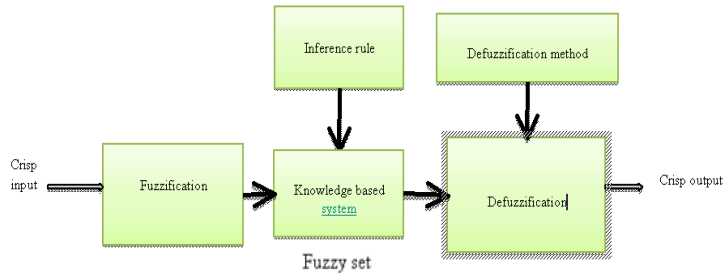 Inference rule
Defuzzification method
Crisp
input
Fuzzification
Knowledge based
system
Defuzzification
Crisp output
Fuzzy set